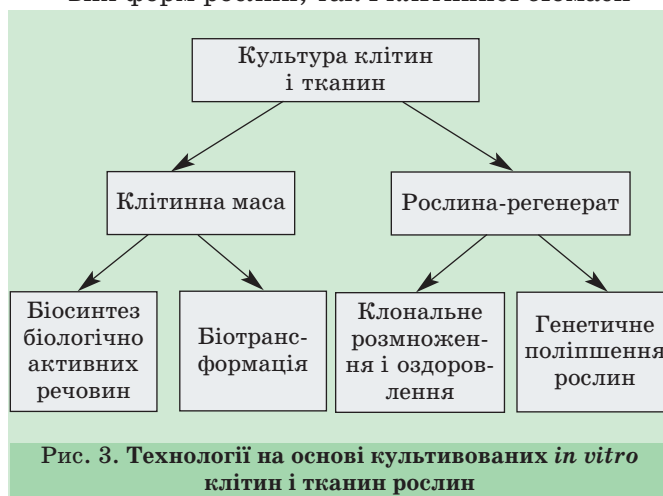 Культура клітин
і тканин
Клітинна маса
Рослина-регенерат
Біосинтез
біологічно
активних
речовин
Біотранс-
формація
Клональне
розможен-
ня і оздоров-
лення
Генетичне
поліпшення
рослин
Рис. 3. Технології на основі культивованих in vitro
клітин і тканин рослин